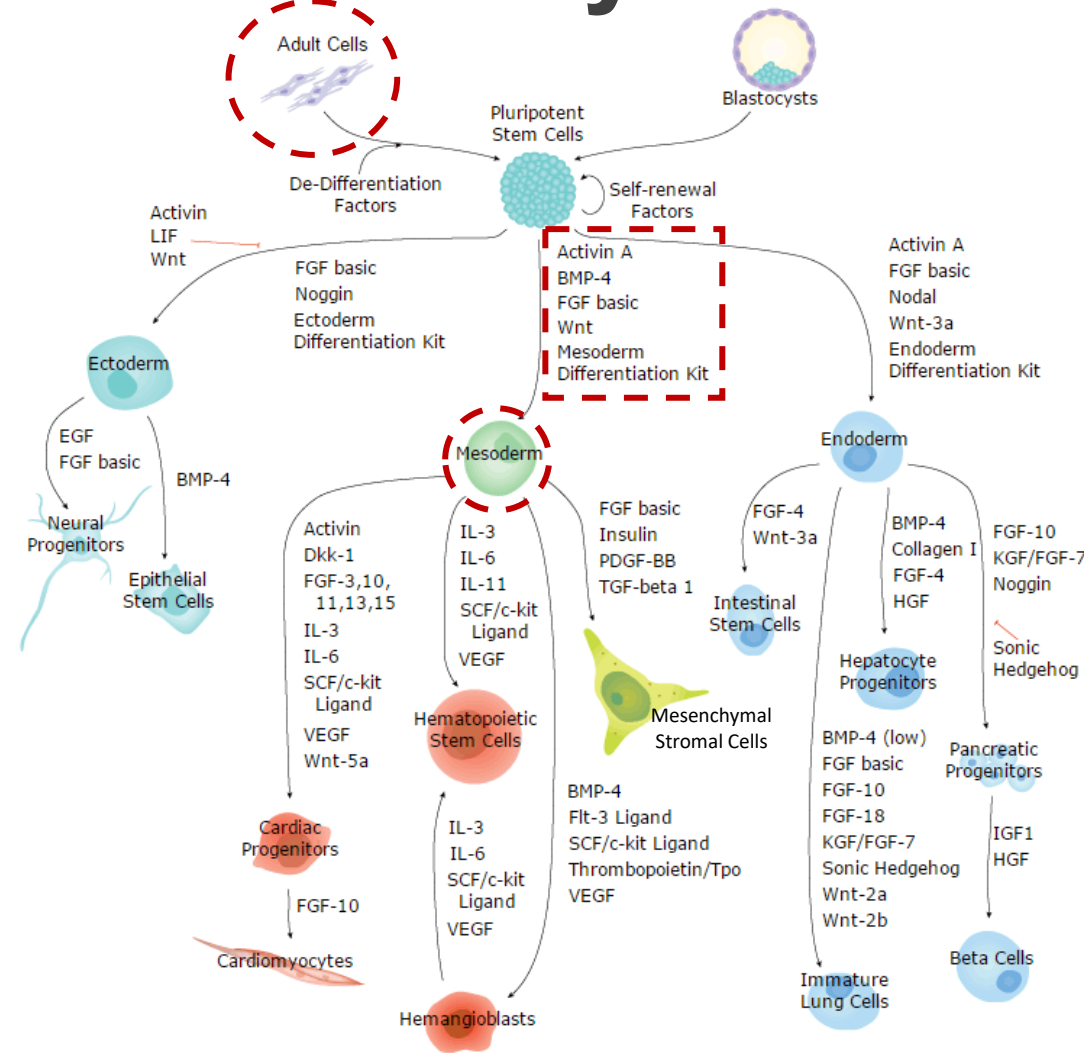 Adult Cells
Blastocysts
Pluripotent
Stem Cells
De-Differentiation
Factors
Self-renewal
Factors
Activin
LIF
Wnt
FGF basic
Noggin
Ectoderm
Differentiation Kit
Activin A
BMP-4
FGF basic
Wnt
Mesoderm
Differentiation Kit
Activin A
FGF basic
Nodal
Wnt-3a
Endoderm
Differentiation Kit
Ectoderm
Mesoderm
Endoderm
EGF
FGF basic
BMP-4
Neural
Progenitors
Epithelial
Stem Cells
Activin
Dkk-1
FGF-3,10,
11,13,15
IL-3
IL-6
SCF/c-kit
Ligand
VEGF
Wnt-5a
IL-3
IL-6
IL-11
SCF/c-kit
Ligand
VEGF
FGF basic
Insulin
PDGF-BB
TGF-beta 1
FGF-4
Wnt-3a
Intestinal
Stem Cells
BMP-4
Collagen I
FGF-4
HGF
FGF-10
KGF/FGF-7
Noggin
Sonic
Hedgehog
Hepatocyte
Progenitors
Hematopoietic
Stem Cells
Mesenchymal
Stromal Cells
BMP-4 (low)
FGF basic
FGF-10
FGF-18
KGF/FGF-7
Sonic Hedgehog
Wnt-2a
Wnt-2b
Pancreatic
Progenitors
BMP-4
Flt-3 Ligand
SCF/c-kit Ligand
Thrombopoietin/Tpo
VEGF
Cardiac
Progenitors
IL-3
IL-6
SCF/c-kit
Ligand
VEGF
IGF1
HGF
FGF-10
Cardiomyocytes
Beta Cells
Immature
Lung Cells
Hemangioblasts